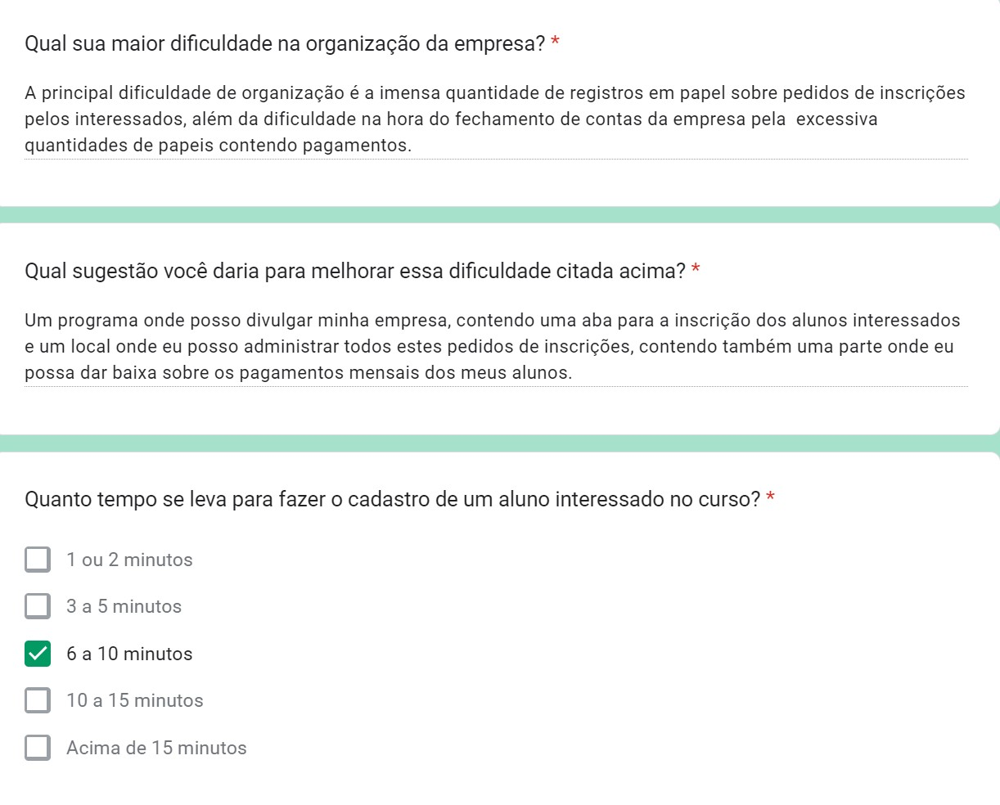 Qual sua maior dificuldade na organização da empresa? *
A principal dificuldade de organização é a imensa quantidade de registros em papel sobre pedidos de inscrições
pelos interessados, além da dificuldade na hora do fechamento de contas da empresa pela  excessiva
quantidades de papeis contendo pagamentos.
Qual sugestão você daria para melhorar essa dificuldade citada acima? *
Um programa onde posso divulgar minha empresa, contendo uma aba para a inscrição dos alunos interessados
e um local onde eu posso administrar todos estes pedidos de inscrições, contendo também uma parte onde eu
possa dar baixa sobre os pagamentos mensais dos meus alunos.
Quanto tempo se leva para fazer o cadastro de um aluno interessado no curso? *
1 ou 2 minutos
3 a 5 minutos
6 a 10 minutos
10 a 15 minutos
Acima de 15 minutos